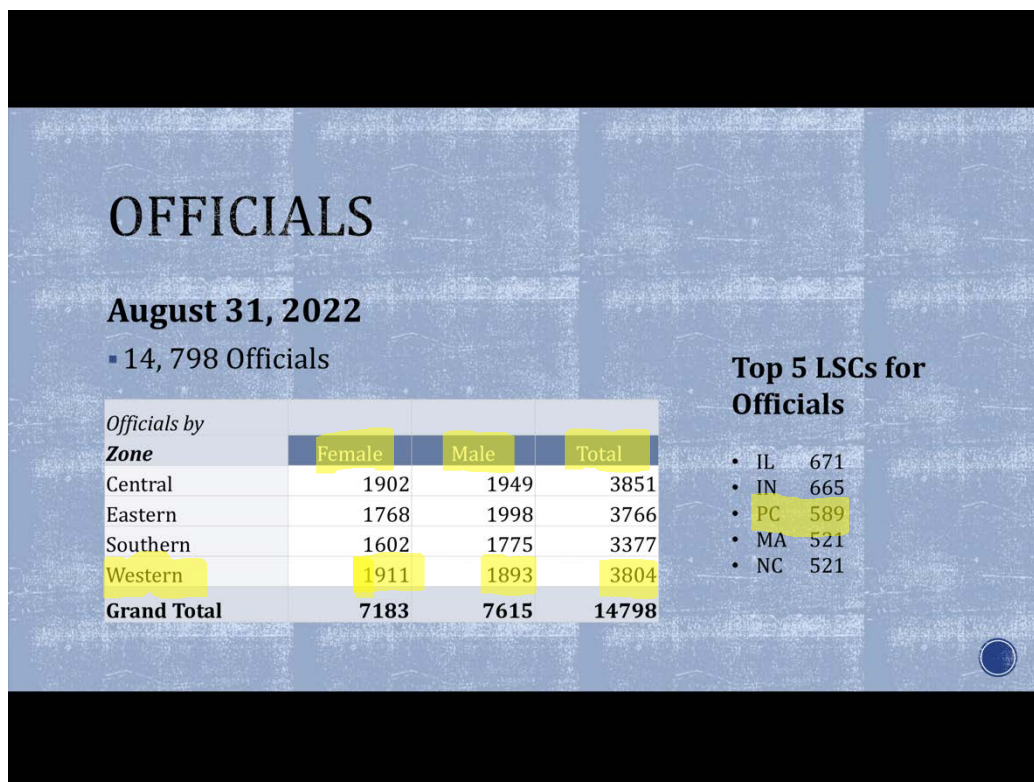 OFFICIALS
August 31, 2022
▪ 14, 798 Officials
Officials by
Zone Female Male Total
Central 1902 1949 3851
Eastern 1768 1998 3766
Southern 1602 1775 3377
Western 1911 1893 3804
Grand Total 7183 7615 14798
Top 5 LSCs for
Officials
• IL 671
• IN 665
• PC 589
• MA 521
• NC 521